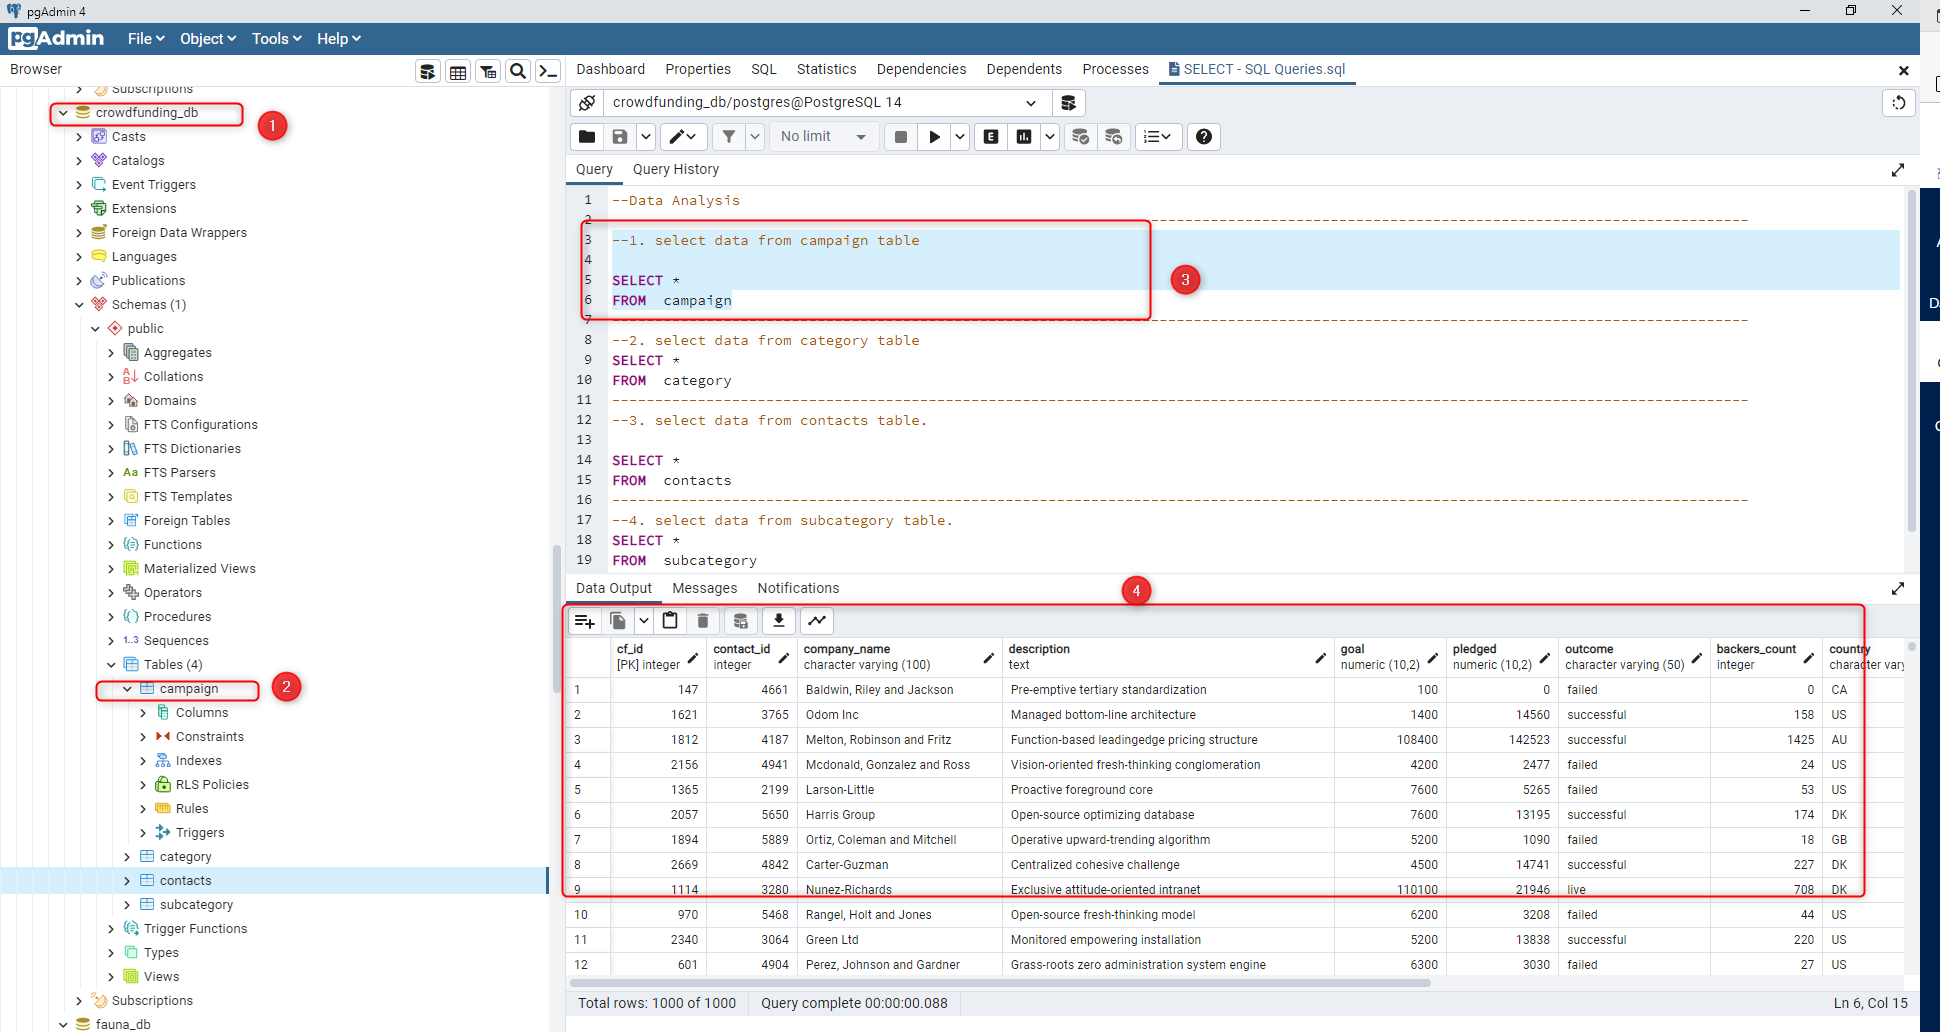 pgAdmin 4
pgAdmin File Object Tools Help
Browser
Dashboard Properties SQL Statistics Dependencies Dependents Processes SELECT - SQL Queries.sql
Subscriptions
crowdfunding_db
1
Casts
Catalogs
Event Triggers
Extensions
Foreign Data Wrappers
Languages
Publications
Schemas (1)
public
Aggregates
Collations
Domains
FTS Configurations
FTS Dictionaries
Aa FTS Parsers
FTS Templates
Foreign Tables
Functions
Materialized Views
Operators
Procedures
1..3 Sequences
Tables (4)
campaign
2
Columns
Constraints
Indexes
RLS Policies
Rules
Triggers
category
contacts
subcategory
Trigger Functions
Types
Views
Subscriptions
fauna_db
crowdfunding_db/postgres@PostgreSQL 14
No limit
E
Query Query History
1 --Data Analysis
2
3 --1. select data from campaign table
4
5 SELECT *
6 FROM campaign
7
8 --2. select data from category table
9 SELECT *
10 FROM category
11
12 --3. select data from contacts table.
13
14 SELECT *
15 FROM contacts
16
17 --4. select data from subcategory table.
18 SELECT *
19 FROM subcategory
3
Data Output Messages Notifications
4
cf_id contact_id company_name description goal pledged outcome backers_count country
[PK] integer integer character varying (100) text numeric (10,2) numeric (10,2) character varying (50) integer character vary
1 147 4661 Baldwin, Riley and Jackson Pre-emptive tertiary standardization 100 0 failed 0 CA
2 1621 3765 Odom Inc Managed bottom-line architecture 1400 14560 successful 158 US
3 1812 4187 Melton, Robinson and Fritz Function-based leadingedge pricing structure 108400 142523 successful 1425 AU
4 2156 4941 Mcdonald, Gonzalez and Ross Vision-oriented fresh-thinking conglomeration 4200 2477 failed 24 US
5 1365 2199 Larson-Little Proactive foreground core 7600 5265 failed 53 US
6 2057 5650 Harris Group Open-source optimizing database 7600 13195 successful 174 DK
7 1894 5889 Ortiz, Coleman and Mitchell Operative upward-trending algorithm 5200 1090 failed 18 GB
8 2669 4842 Carter-Guzman Centralized cohesive challenge 4500 14741 successful 227 DK
9 1114 3280 Nunez-Richards Exclusive attitude-oriented intranet 110100 21946 live 708 DK
10 970 5468 Rangel, Holt and Jones Open-source fresh-thinking model 6200 3208 failed 44 US
11 2340 3064 Green Ltd Monitored empowering installation 5200 13838 successful 220 US
12 601 4904 Perez, Johnson and Gardner Grass-roots zero administration system engine 6300 3030 failed 27 US
Total rows: 1000 of 1000 Query complete 00:00:00.088 Ln 6, Col 15